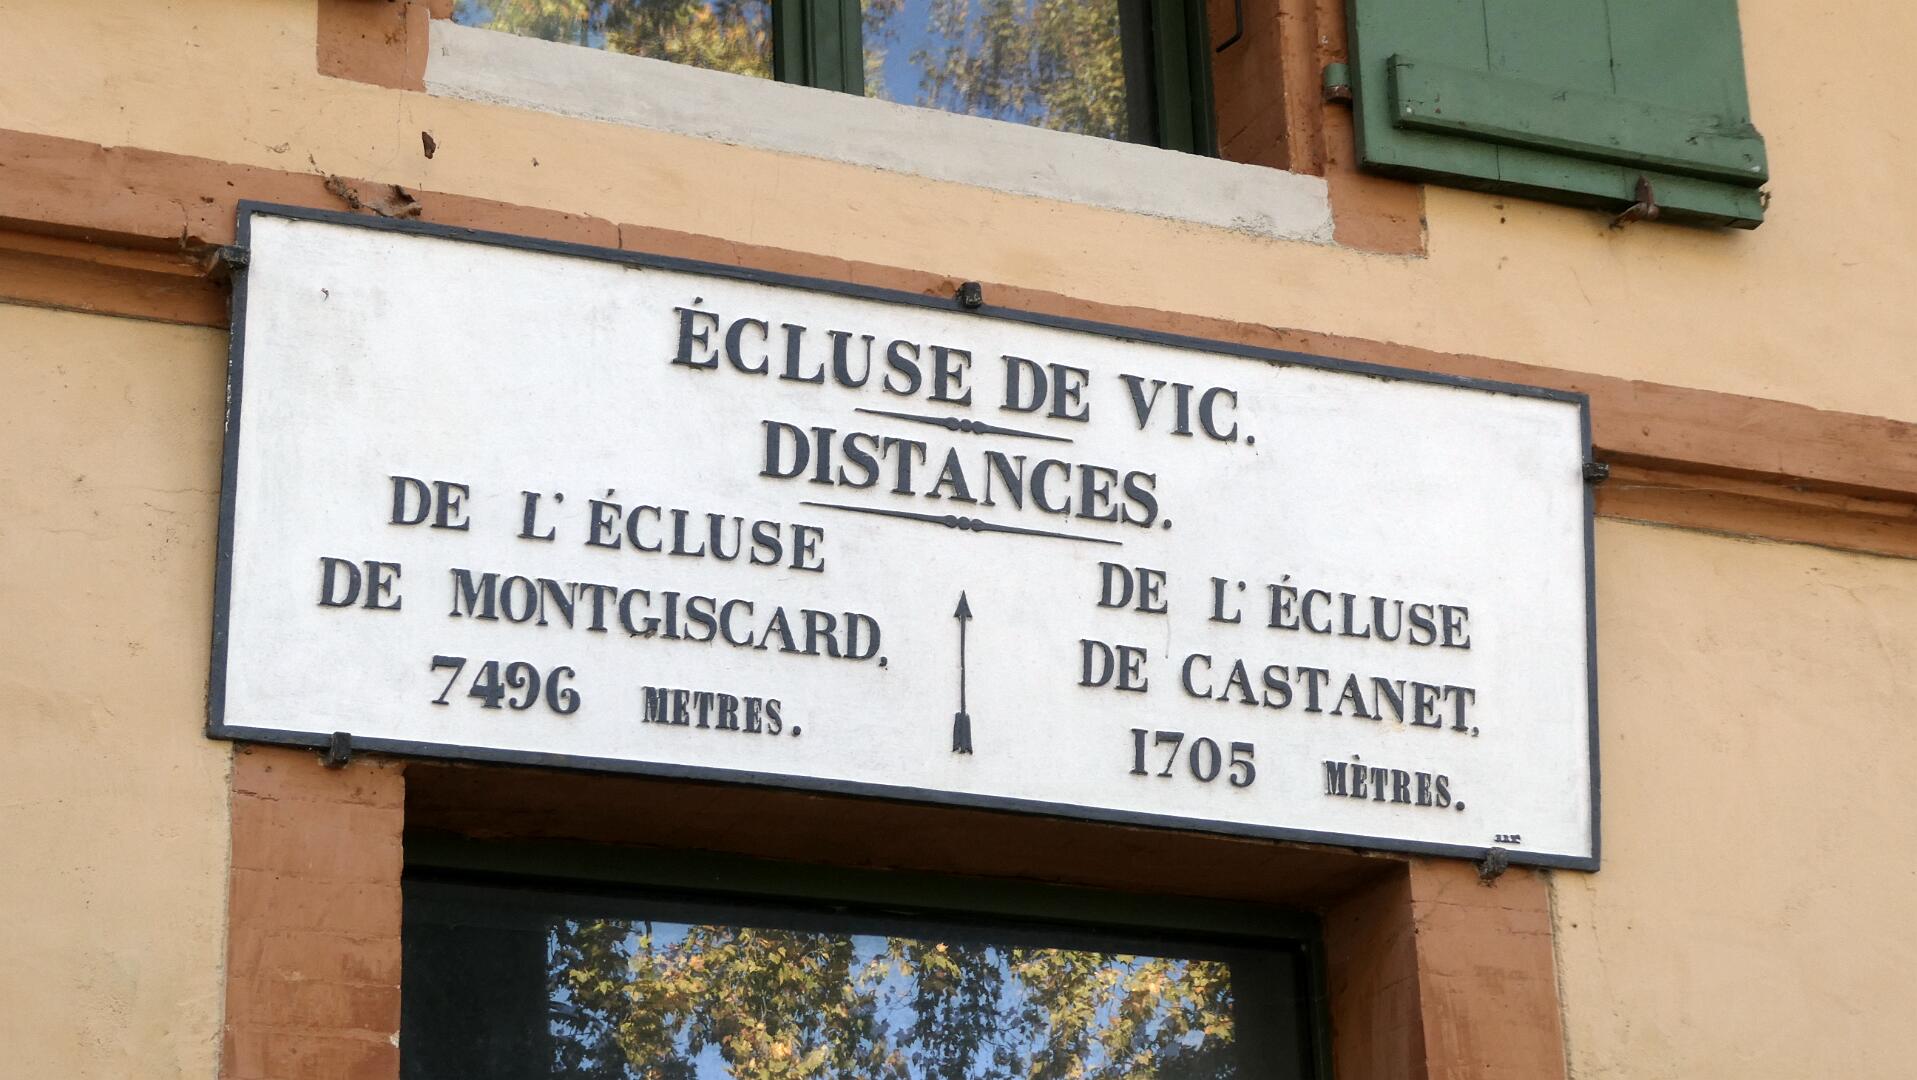 ÉCLUSE DE VIC.
DISTANCES.
DE L'ÉCLUSE
DE MONTGISCARD,
7496 METRES.
DE L'ÉCLUSE
DE CASTANET,
1705 MÈTRES.